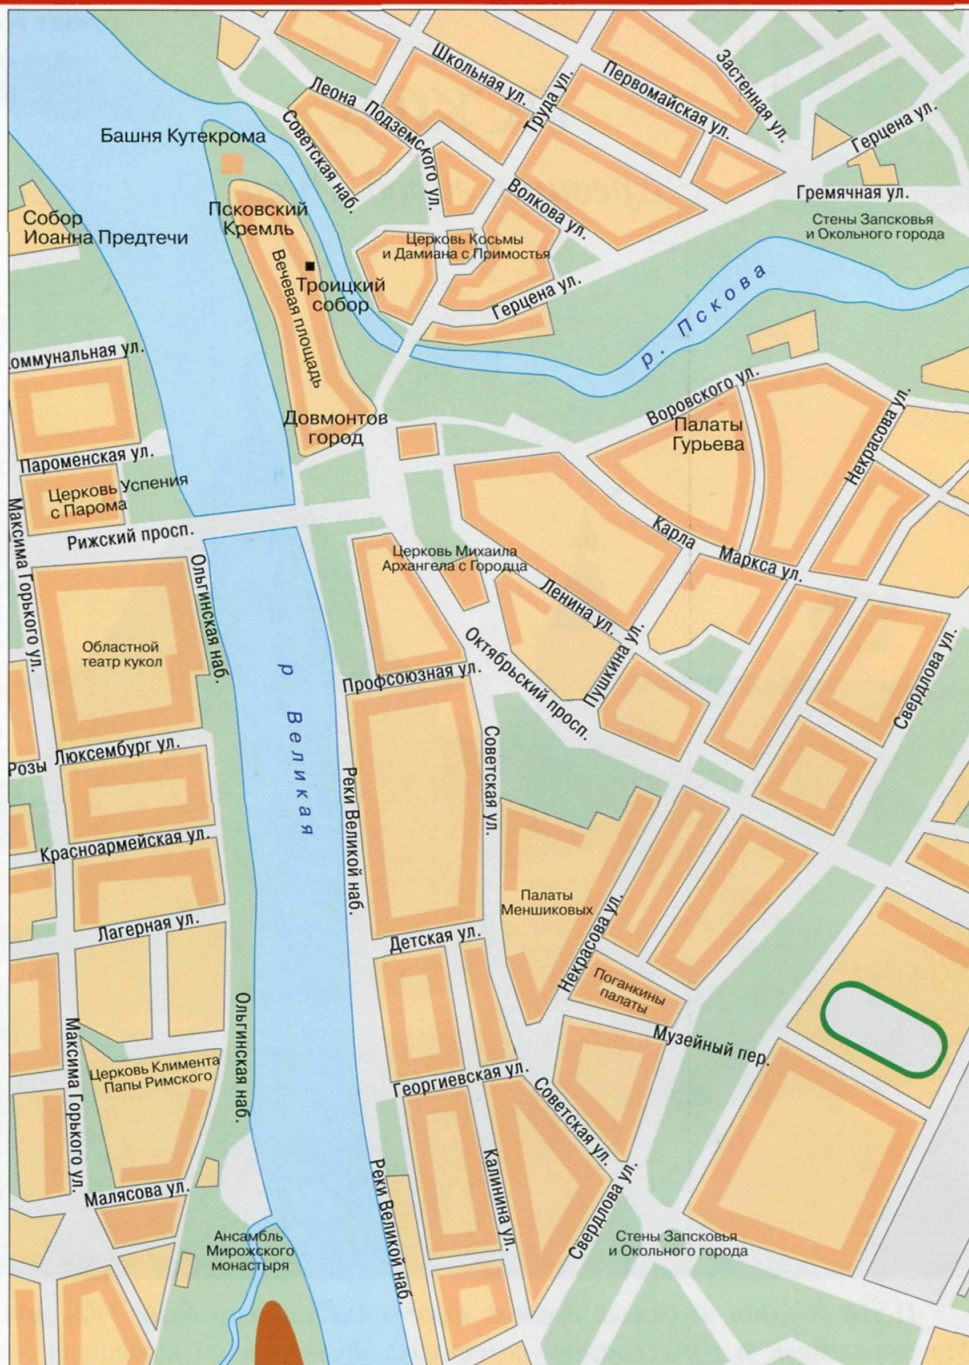 Школьная ул.
Застенная ул.
Первомайская ул.
Труда ул.
Леона Подземского ул.
Советская наб.
Герцена ул.
Башня Кутекрома
Гремячная ул.
Волкова ул.
Псковский
Кремль
Собор
Иоанна Предтечи
Стены Запсковья
и Окольного города
Церковь Косьмы
и Дамиана с Примостья
Вечевая площадь
Троицкий
собор
Герцена ул.
р. Пскова
оммунальная ул.
Воровского ул.
Некрасова ул.
Довмонтов
город
Палаты
Гурьева
Пароменская ул.
Церковь Успения
с Парома
Максима Горького ул.
Рижский просп.
Карла Маркса ул.
Церковь Михаила
Архангела с Городца
Ольгинская наб.
Ленина ул.
Октябрьский просп.
Пушкина ул.
Свердлова ул.
Областной
театр кукол
р Великая
Профсоюзная ул.
Розы Люксембург ул.
Советская ул.
Реки Великой наб.
Красноармейская ул.
Палаты
Меншиковых
Некрасова ул.
Лагерная ул.
Детская ул.
Поганкины
палаты
Ольгинская наб.
Максима Горького ул.
Музейный пер.
Церковь Климента
Папы Римского
Георгиевская ул.
Советская ул.
Калинина ул.
Реки Великой наб.
Свердлова ул.
Малясова ул.
Ансамбль
Мирожского
монастыря
Стены Запсковья
и Окольного города